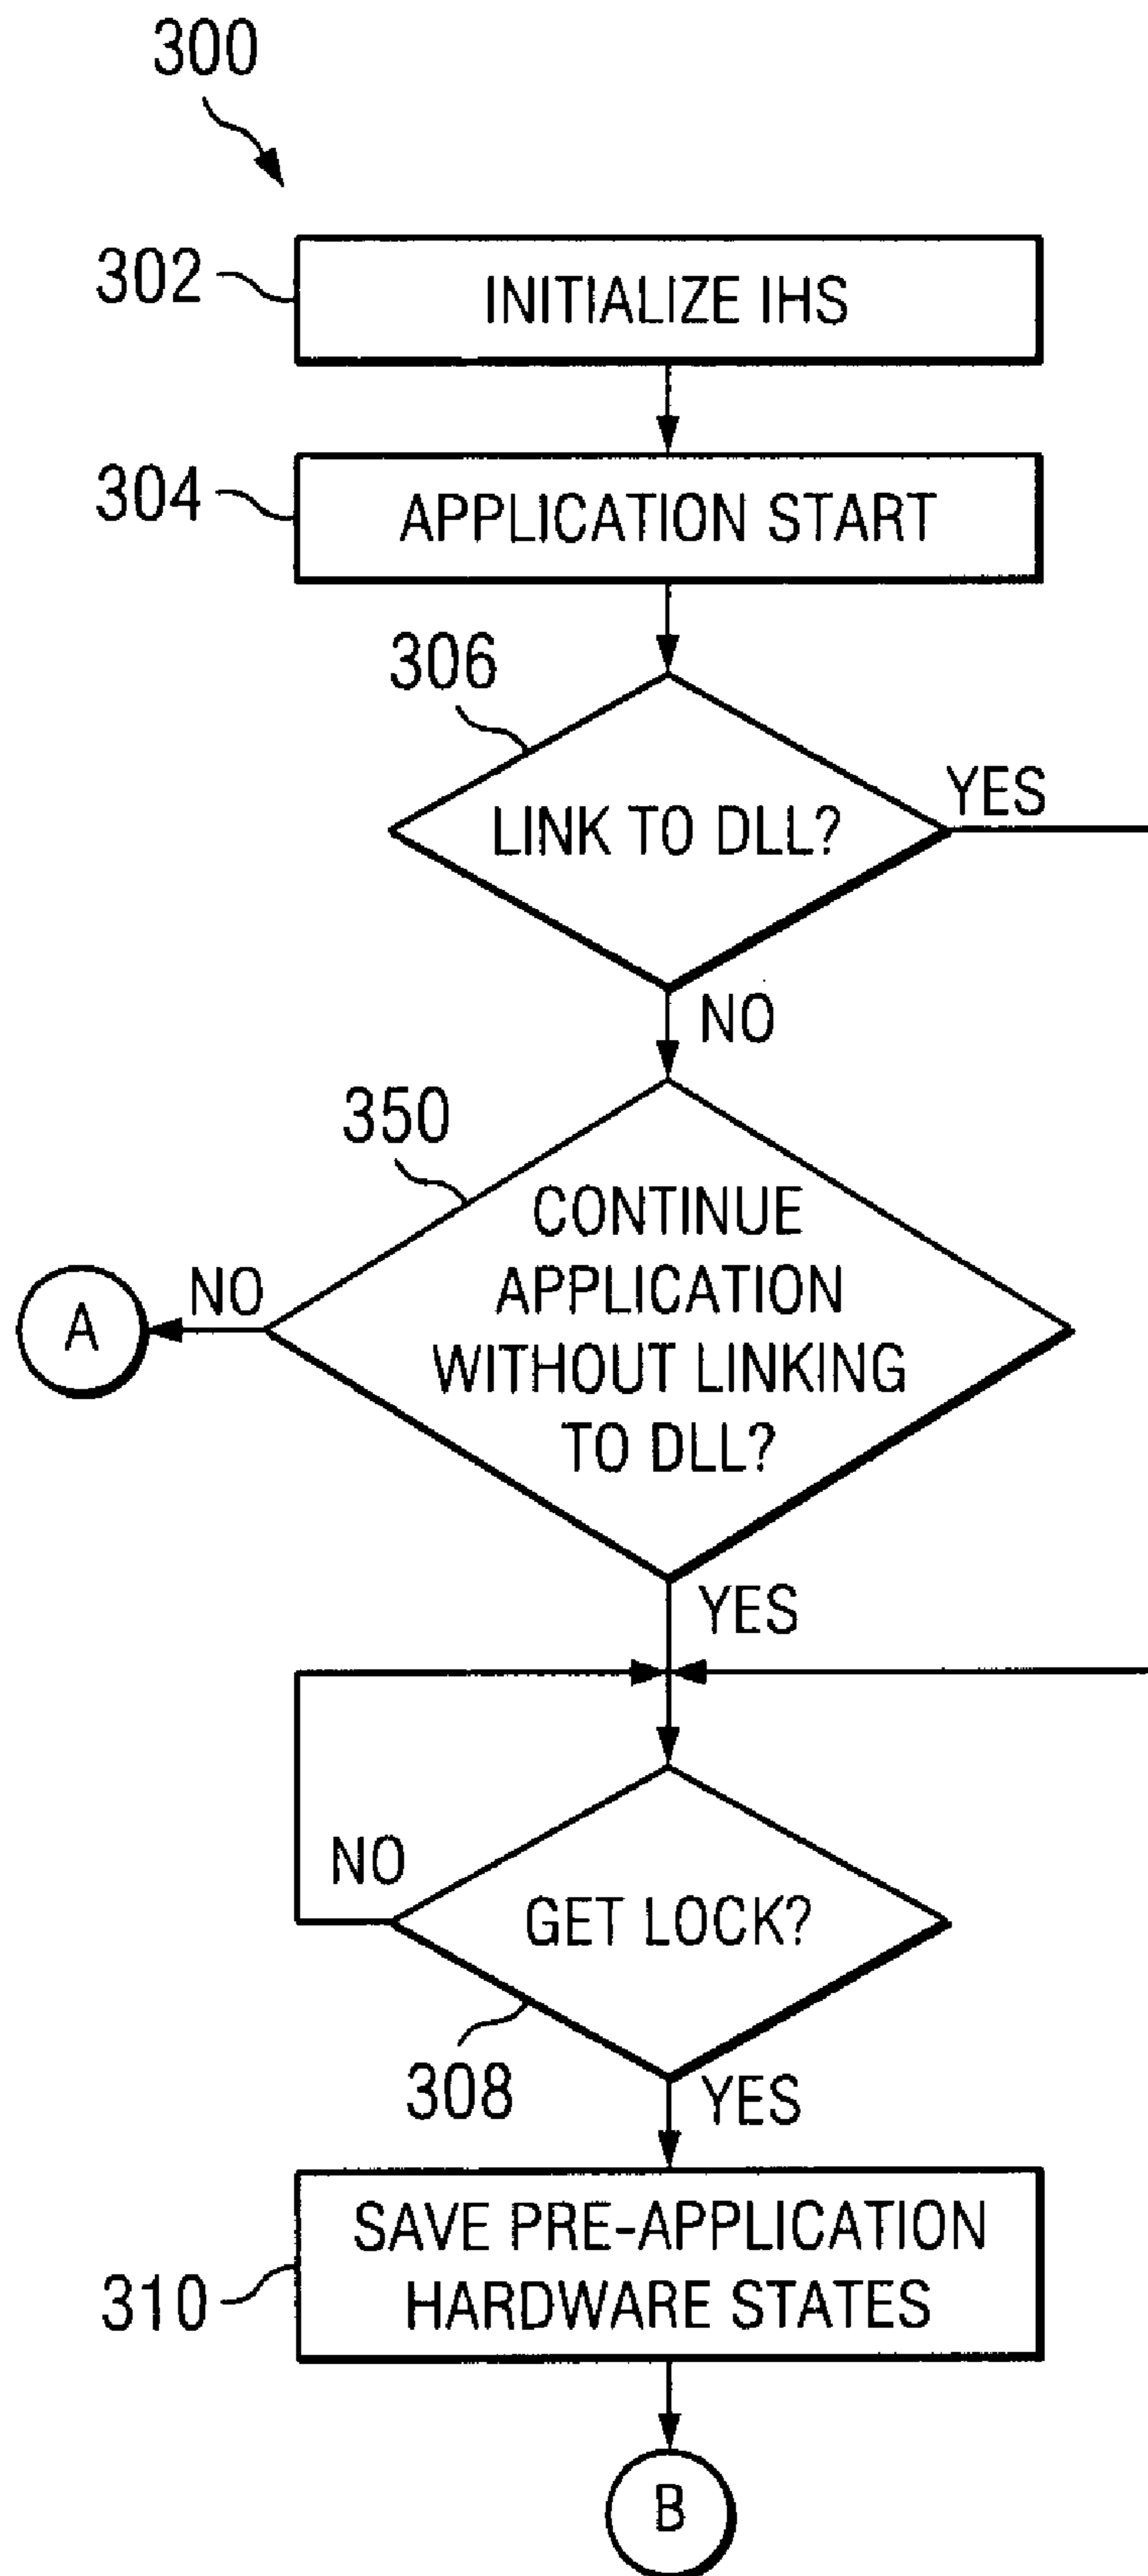 300
302
INITIALIZE IHS
304
APPLICATION START
306
LINK TO DLL?
YES
NO
350
CONTINUE
APPLICATION
WITHOUT LINKING
TO DLL?
NO
A
YES
NO
GET LOCK?
308
YES
SAVE PRE-APPLICATION
HARDWARE STATES
310
B